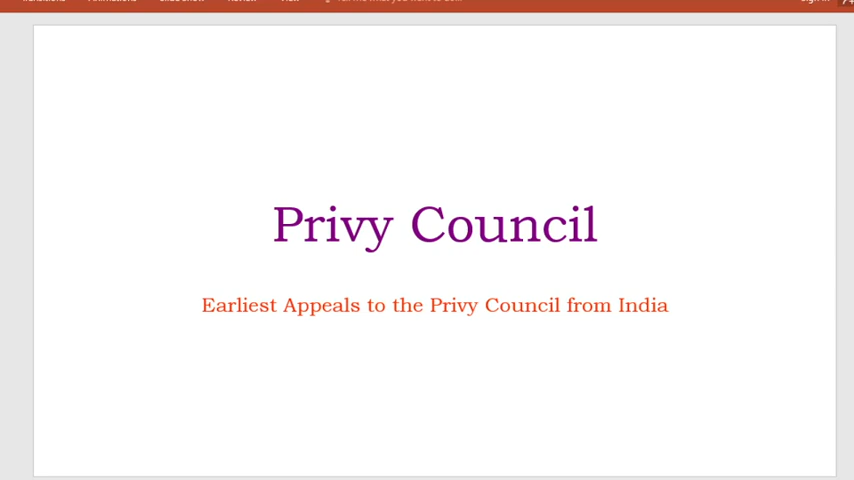 Privy Council
Earliest Appeals to the Privy Council from India